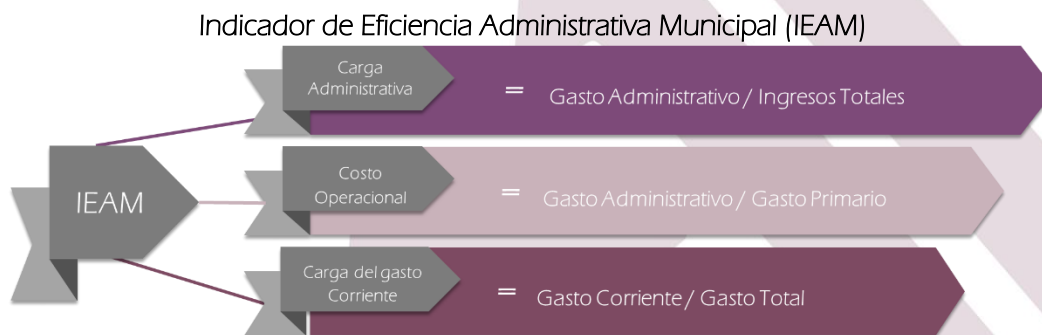 Indicador de Eficiencia Administrativa Municipal (IEAM)
Carga
Administrativa
= Gasto Administrativo / Ingresos Totales
IEAM
Costo
Operacional
= Gasto Administrativo / Gasto Primario
Carga del gasto
Corriente
= Gasto Corriente / Gasto Total